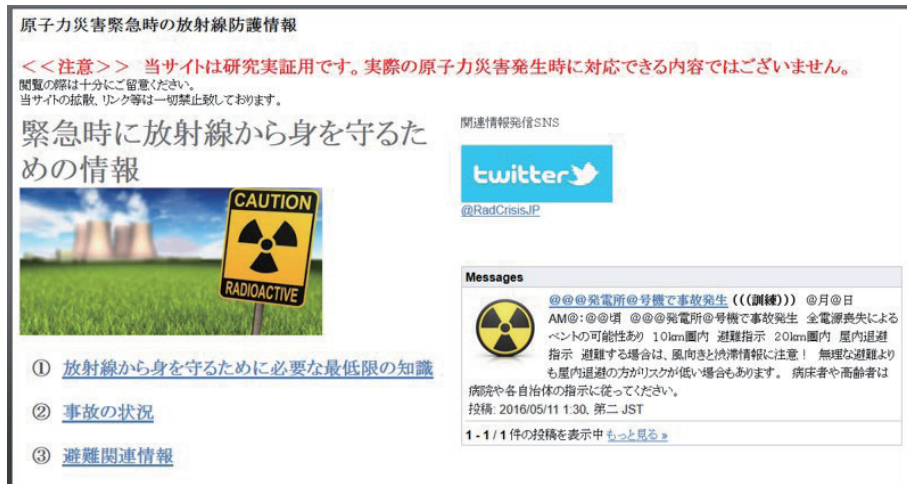 原子力災害緊急時の放射線防護情報
<<注意>> 当サイトは研究実証用です。実際の原子力災害発生時に対応できる内容ではございません。
閲覧の際は十分にご留意ください。
当サイトの拡散、リンク等は一切禁止致しております。
緊急時に放射線から身を守るた
めの情報
CAUTION
RADIOACTIVE
① 放射線から身を守るために必要な最低限の知識
② 事故の状況
③ 避難関連情報
関連情報発信SNS
twitter
@RadCrisisJP
Messages
@@@発電所@号機で事故発生 (((訓練))) @月@日
AM@:@@頃 @@@発電所@号機で事故発生 全電源喪失による
ベントの可能性あり 10km圏内 避難指示 20km圏内 屋内退避
指示 避難する場合は、風向きと渋滞情報に注意! 無理な避難より
も屋内退避の方がリスクが低い場合もあります。 病床者や高齢者は
病院や各自治体の指示に従ってください。
投稿: 2016/05/11 1:30、第二 JST
1 - 1 / 1 件の投稿を表示中 もっと見る »